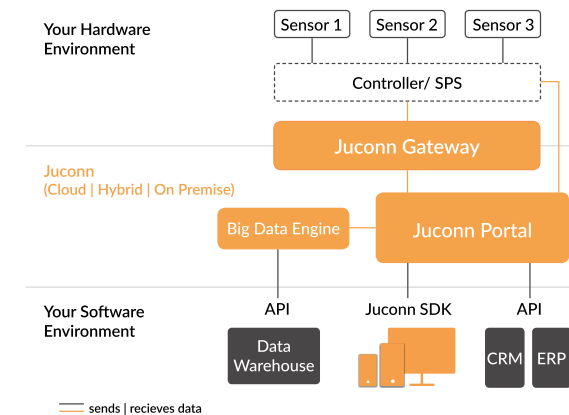 Your Hardware
Environment
Sensor 1
Sensor 2
Sensor 3
Controller/ SPS
Juconn Gateway
Juconn
(Cloud | Hybrid | On Premise)
Big Data Engine
Juconn Portal
Your Software
Environment
API
Juconn SDK
API
Data
Warehouse
CRM
ERP
sends | recieves data